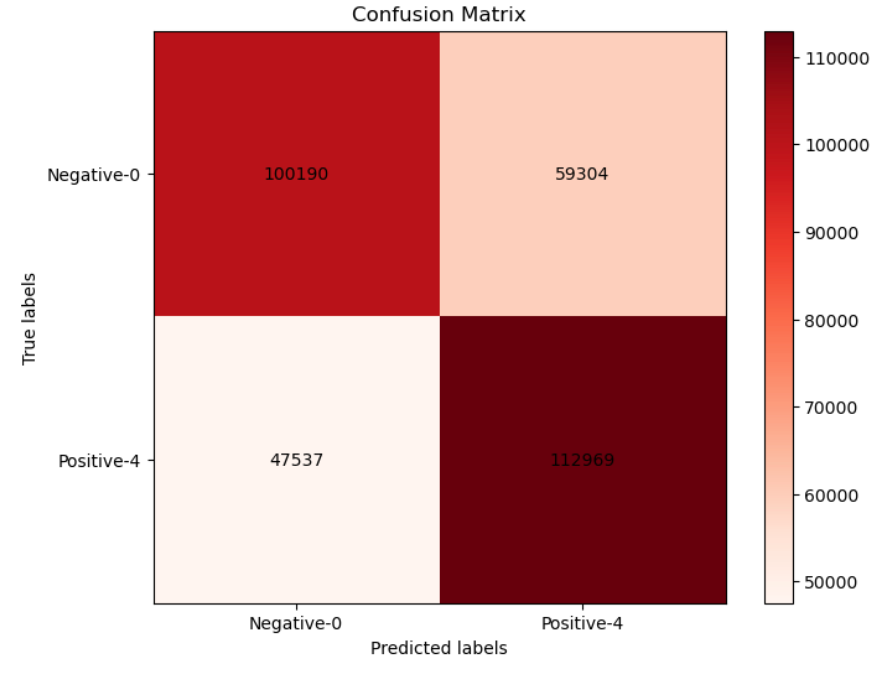 Confusion Matrix
110000
100000
Negative-0
100190
59304
90000
True labels
80000
70000
Positive-4
47537
112969
60000
50000
Negative-0
Positive-4
Predicted labels